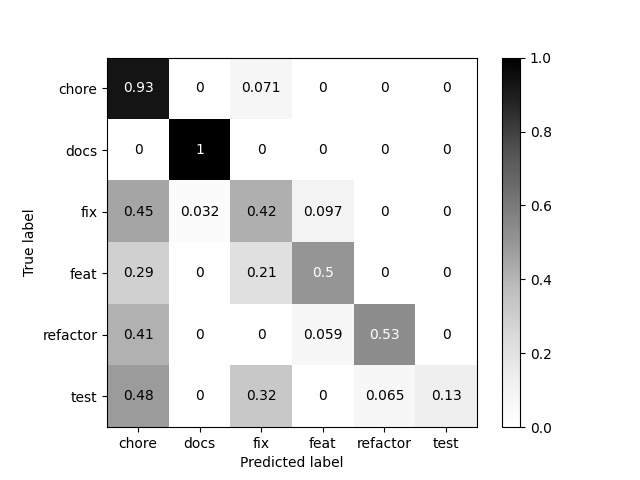 chore 0.93 0 0.071 0 0 0 1.0
docs 0 1 0 0 0 0 0.8
fix 0.45 0.032 0.42 0.097 0 0 0.6
feat 0.29 0 0.21 0.5 0 0 0.4
refactor 0.41 0 0 0.059 0.53 0 0.2
test 0.48 0 0.32 0 0.065 0.13 0.0
True label
chore docs fix feat refactor test
Predicted label